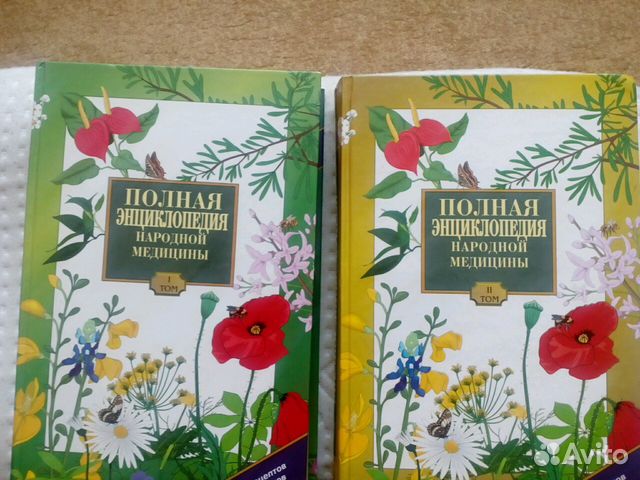 ПОЛНАЯ
ЭНЦИКЛОПЕДИЯ
НАРОДНОЙ
МЕДИЦИНЫ
I
ТОМ
ПОЛНАЯ
ЭНЦИКЛОПЕДИЯ
НАРОДНОЙ
МЕДИЦИНЫ
II
ТОМ
Avito